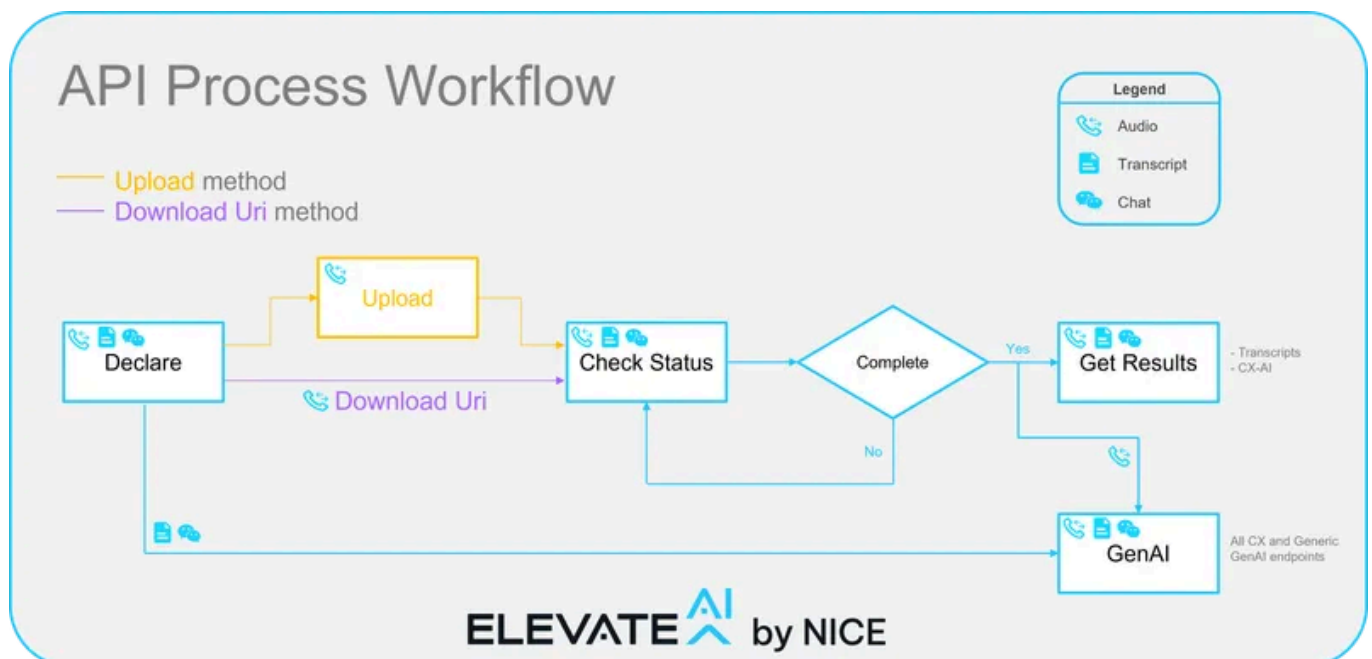 API Process Workflow
Legend
Audio
Transcript
Chat
Upload method
Download Uri method
Upload
Declare
Download Uri
Check Status
Complete
Yes
No
Get Results
- Transcripts
- CX-AI
GenAI
All CX and Generic
GenAI endpoints
ELEVATE AI by NICE